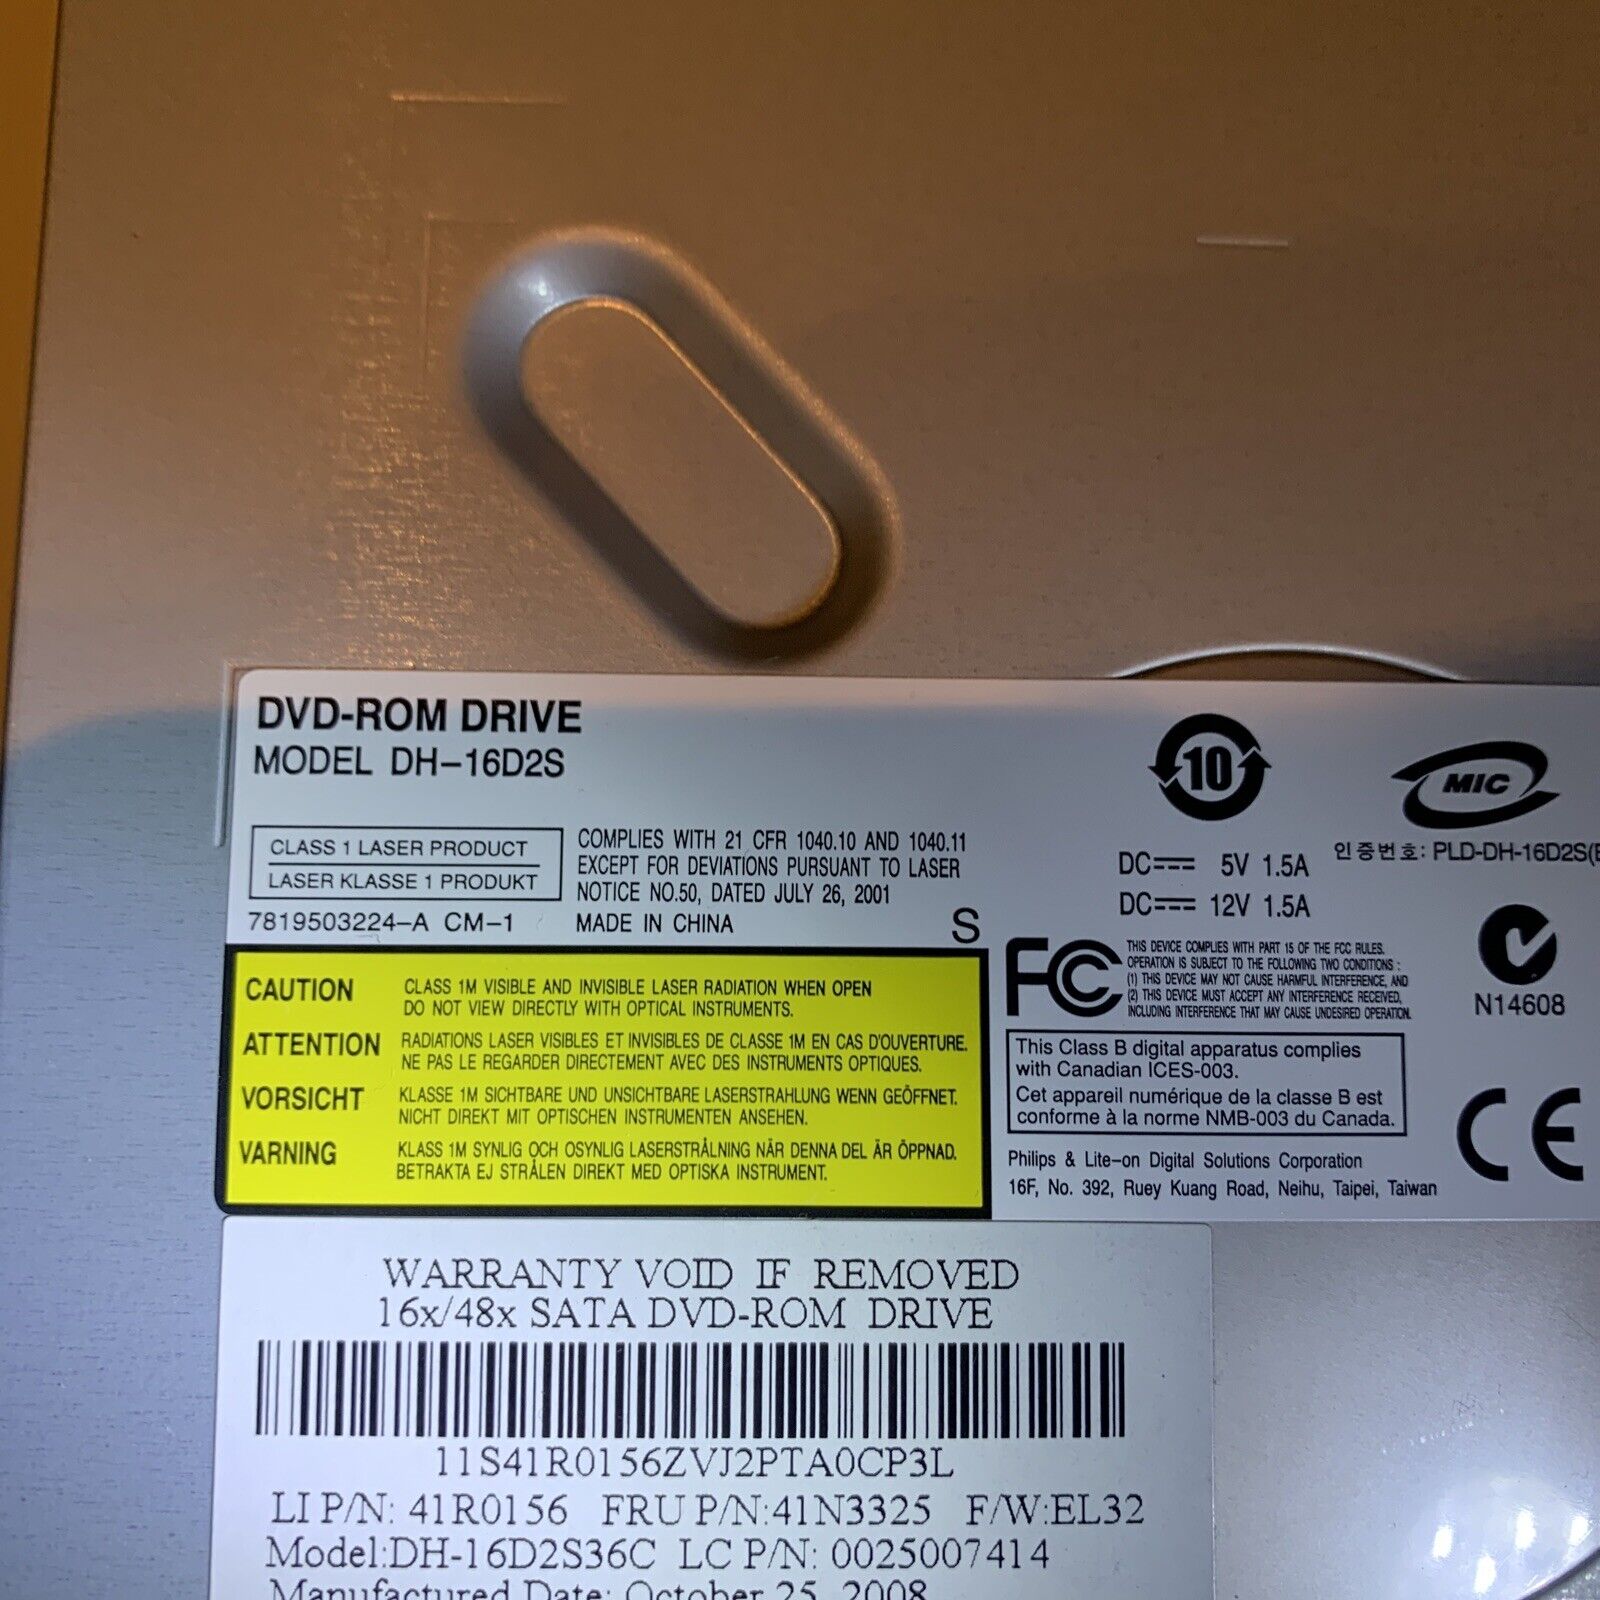 DVD-ROM DRIVE
MODEL DH-16D2S
CLASS 1 LASER PRODUCT
LASER KLASSE 1 PRODUKT
7819503224-A CM-1
COMPLIES WITH 21 CFR 1040.10 AND 1040.11
EXCEPT FOR DEVIATIONS PURSUANT TO LASER
NOTICE NO.50, DATED JULY 26, 2001
MADE IN CHINA
S
10
MIC
DC 5V 1.5A
DC 12V 1.5A
인증번호: PLD-DH-16D2S(
CAUTION CLASS 1M VISIBLE AND INVISIBLE LASER RADIATION WHEN OPEN
DO NOT VIEW DIRECTLY WITH OPTICAL INSTRUMENTS.
ATTENTION RADIATIONS LASER VISIBLES ET INVISIBLES DE CLASSE 1M EN CAS D'OUVERTURE.
NE PAS LE REGARDER DIRECTEMENT AVEC DES INSTRUMENTS OPTIQUES.
VORSICHT KLASSE 1M SICHTBARE UND UNSICHTBARE LASERSTRAHLUNG WENN GEÖFFNET.
NICHT DIREKT MIT OPTISCHEN INSTRUMENTEN ANSEHEN.
VARNING KLASS 1M SYNLIG OCH OSYNLIG LASERSTRÅLNING NÄR DENNA DEL ÄR ÖPPNAD.
BETRAKTA EJ STRÅLEN DIREKT MED OPTISKA INSTRUMENT.
FC
THIS DEVICE COMPLIES WITH PART 15 OF THE FCC RULES.
OPERATION IS SUBJECT TO THE FOLLOWING TWO CONDITIONS :
(1) THIS DEVICE MAY NOT CAUSE HARMFUL INTERFERENCE, AND
(2) THIS DEVICE MUST ACCEPT ANY INTERFERENCE RECEIVED,
INCLUDING INTERFERENCE THAT MAY CAUSE UNDESIRED OPERATION.
N14608
This Class B digital apparatus complies
with Canadian ICES-003.
Cet appareil numérique de la classe B est
conforme à la norme NMB-003 du Canada.
CE
Philips & Lite-on Digital Solutions Corporation
16F, No. 392, Ruey Kuang Road, Neihu, Taipei, Taiwan
WARRANTY VOID IF REMOVED
16x/48x SATA DVD-ROM DRIVE
11S41R0156ZVJ2PTA0CP3L
LI P/N: 41R0156 FRU P/N:41N3325 F/W:EL32
Model:DH-16D2S36C LC P/N: 0025007414
Manufactured Date: October 25, 2008